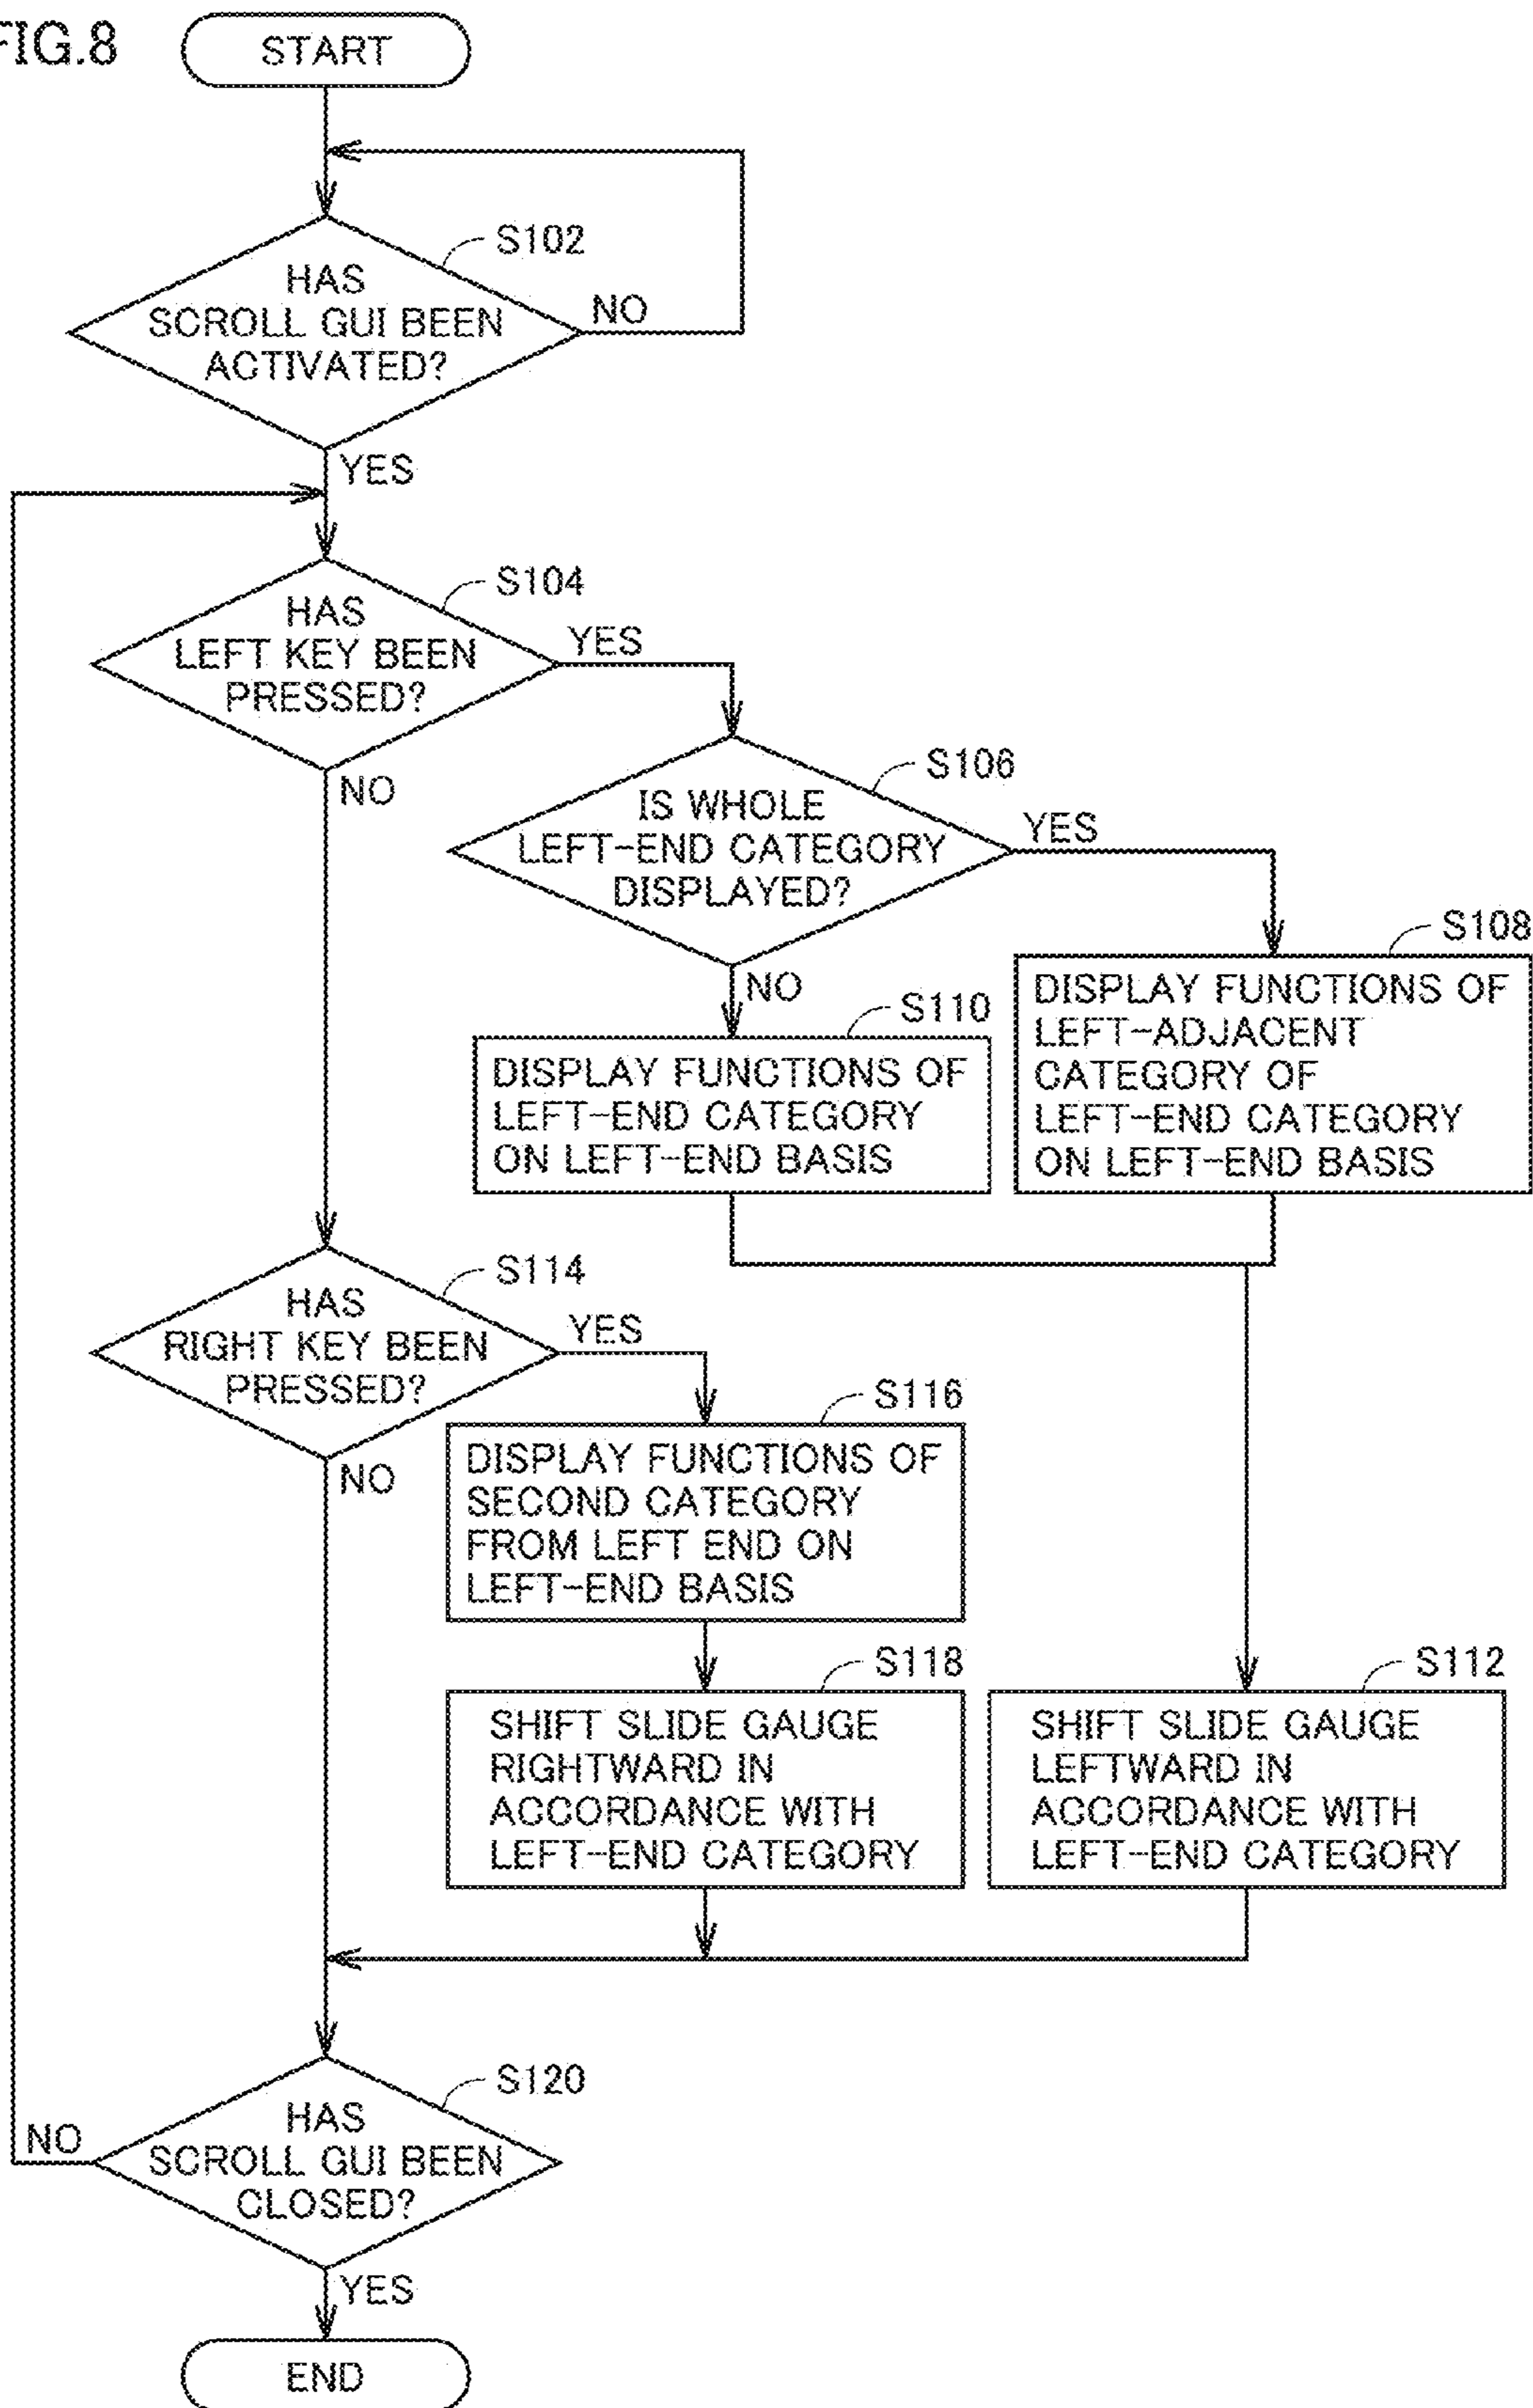 FIG.8
START
S102
HAS
SCROLL GUI BEEN
ACTIVATED?
NO
YES
S104
HAS
LEFT KEY BEEN
PRESSED?
YES
NO
S106
IS WHOLE
LEFT-END CATEGORY
DISPLAYED?
YES
NO
S108
DISPLAY FUNCTIONS OF
LEFT-ADJACENT
CATEGORY OF
LEFT-END CATEGORY
ON LEFT-END BASIS
S110
DISPLAY FUNCTIONS OF
LEFT-END CATEGORY
ON LEFT-END BASIS
S114
HAS
RIGHT KEY BEEN
PRESSED?
YES
NO
S116
DISPLAY FUNCTIONS OF
SECOND CATEGORY
FROM LEFT END ON
LEFT-END BASIS
S118
SHIFT SLIDE GAUGE
RIGHTWARD IN
ACCORDANCE WITH
LEFT-END CATEGORY
S112
SHIFT SLIDE GAUGE
LEFTWARD IN
ACCORDANCE WITH
LEFT-END CATEGORY
S120
HAS
SCROLL GUI BEEN
CLOSED?
NO
YES
END